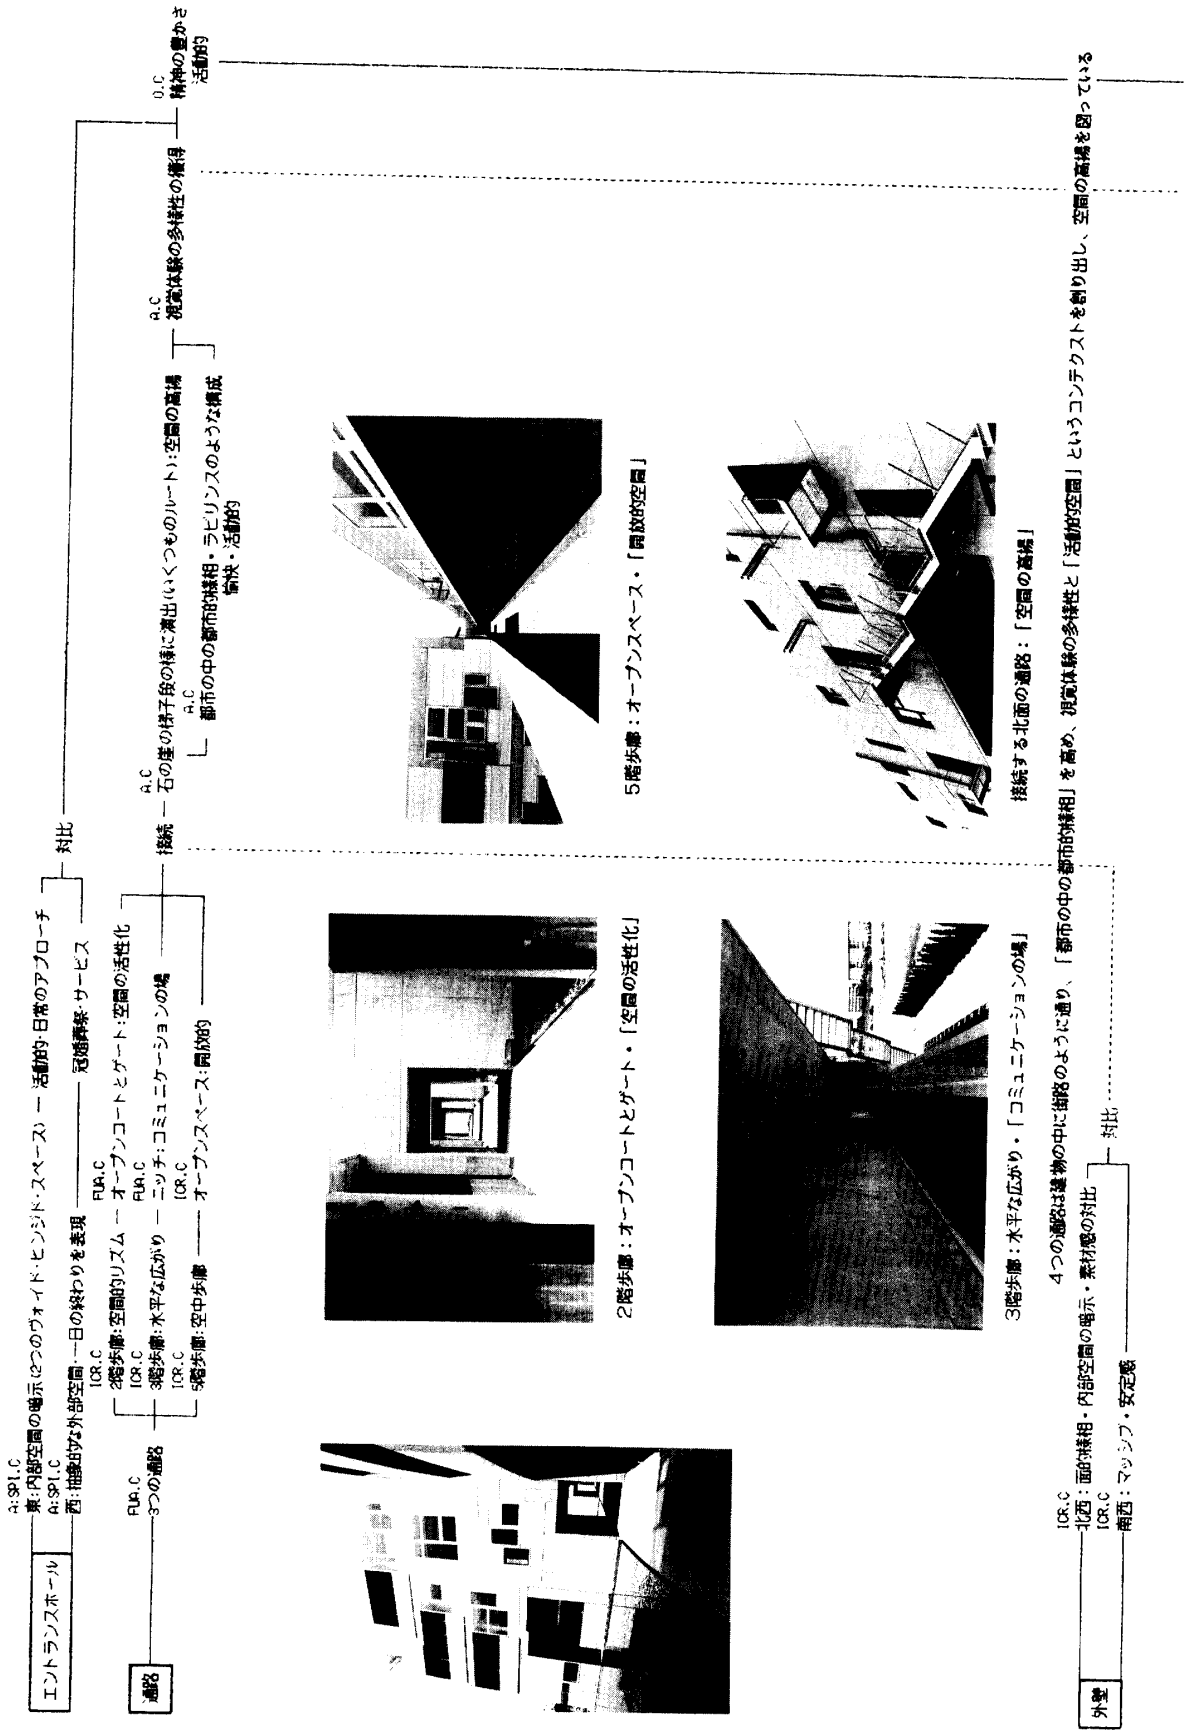 A:SPI.C
東:内部空間の暗示(2つのヴォイド・ヒンジド・スペース) — 活動的・日常のアプローチ
エントランスホール
対比
A:SPI.C
西:抽象的な外部空間・一日の終わりを表現
冠婚葬祭・サービス
O.C
精神の豊かさ
活動的
ICR.C
FUA.C
2階歩廊:空間的リズム — オープンコートとゲート:空間の活性化
ICR.C
FUA.C
FUA.C
A.C
A.C
通路
3つの通路
3階歩廊:水平な広がり — ニッチ:コミュニケーションの場
接続 — 石の崖の梯子段の様に演出(いくつものルート):空間の高揚
視覚体験の多様性の獲得
ICR.C
ICR.C
A.C
5階歩廊:空中歩廊
オープンスペース:開放的
都市の中の都市的様相・ラビリンスのような構成
愉快・活動的
2階歩廊:オープンコートとゲート・「空間の活性化」
5階歩廊:オープンスペース・「開放的空間」
3階歩廊:水平な広がり・「コミュニケーションの場」
接続する北面の通路:「空間の高揚」
4つの通路は建物の中に街路のように通り、「都市の中の都市的様相」を高め、視覚体験の多様性と「活動的空間」というコンテクストを創り出し、空間の高揚を図っている
ICR.C
外壁
北西:面的様相・内部空間の暗示・素材感の対比
対比
ICR.C
南西:マッシブ・安定感